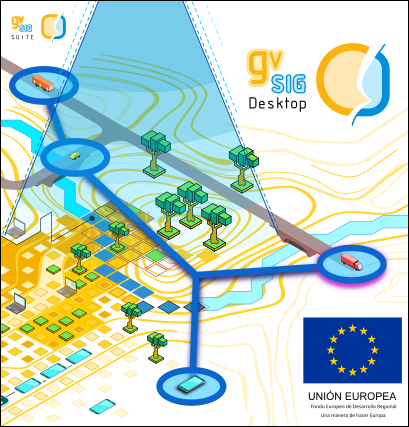 gv
SIG
SUITE
gv
SIG
Desktop
UNIÓN EUROPEA
Fondo Europeo de Desarrollo Regional
Una manera de hacer Europa